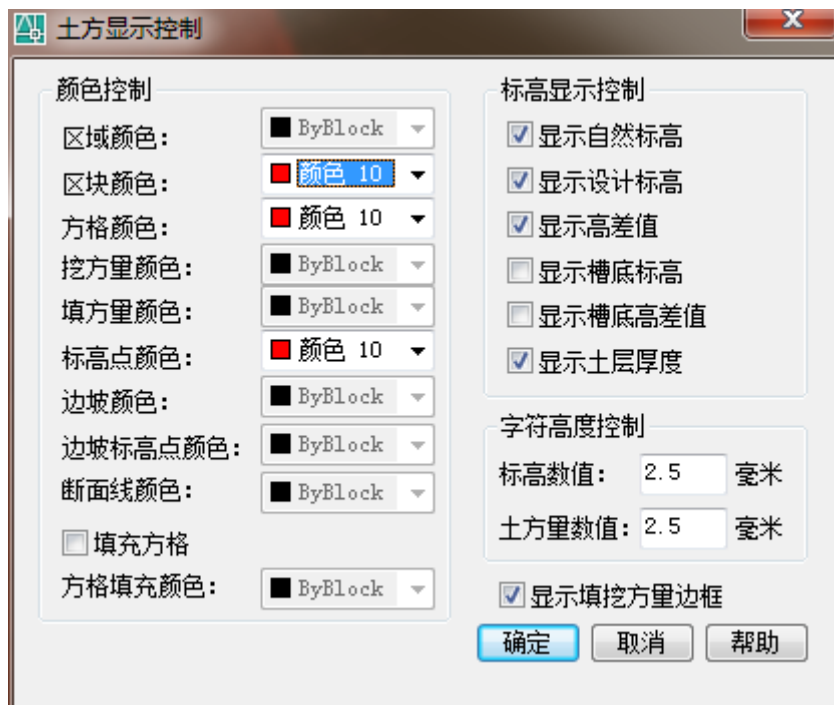 土方显示控制
颜色控制
区域颜色: ByBlock
区块颜色: 颜色 10
方格颜色: 颜色 10
挖方量颜色: ByBlock
填方量颜色: ByBlock
标高点颜色: 颜色 10
边坡颜色: ByBlock
边坡标高点颜色: ByBlock
断面线颜色: ByBlock
填充方格
方格填充颜色: ByBlock
标高显示控制
显示自然标高
显示设计标高
显示高差值
显示槽底标高
显示槽底高差值
显示土层厚度
字符高度控制
标高数值: 2.5 毫米
土方量数值: 2.5 毫米
显示填挖方量边框
确定 取消 帮助